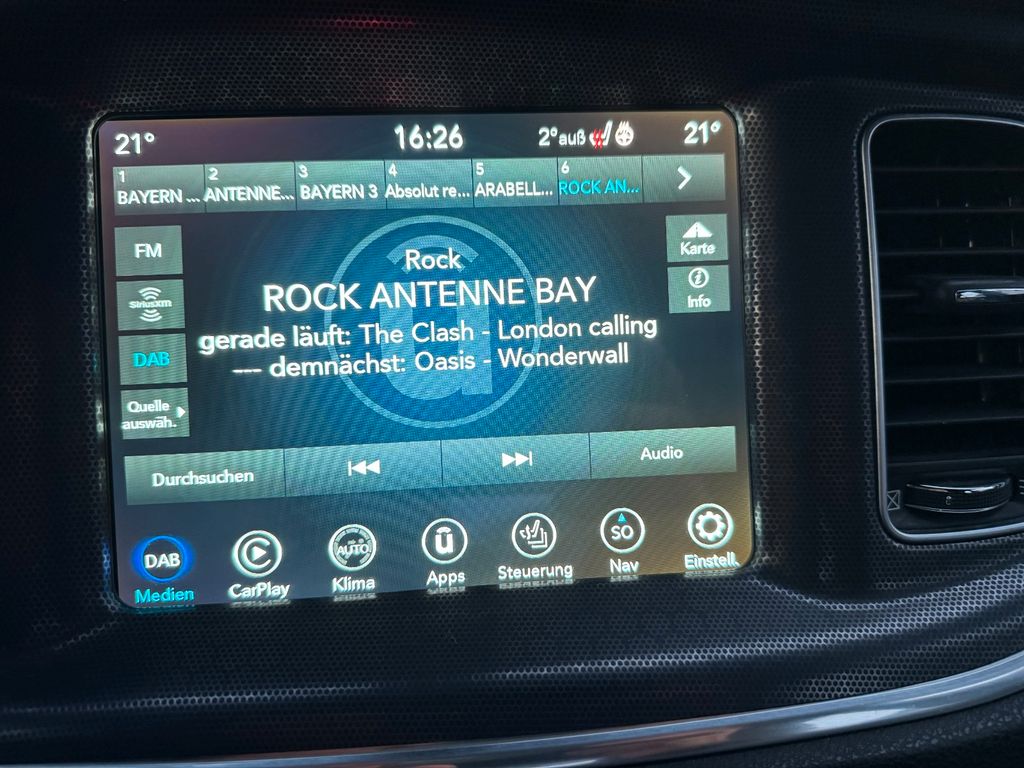 21° 16:26 2°auß 21°
1 2 3 4 5 6
BAYERN ... ANTENNE... BAYERN 3 Absolut re... ARABELL... ROCK AN...
FM
SiriusXM
DAB
Quelle
auswäh.
Karte
Info
Rock
ROCK ANTENNE BAY
gerade läuft: The Clash - London calling
--- demnächst: Oasis - Wonderwall
Durchsuchen Audio
DAB AUTO ü SO
Medien CarPlay Klima Apps Steuerung Nav Einstell.